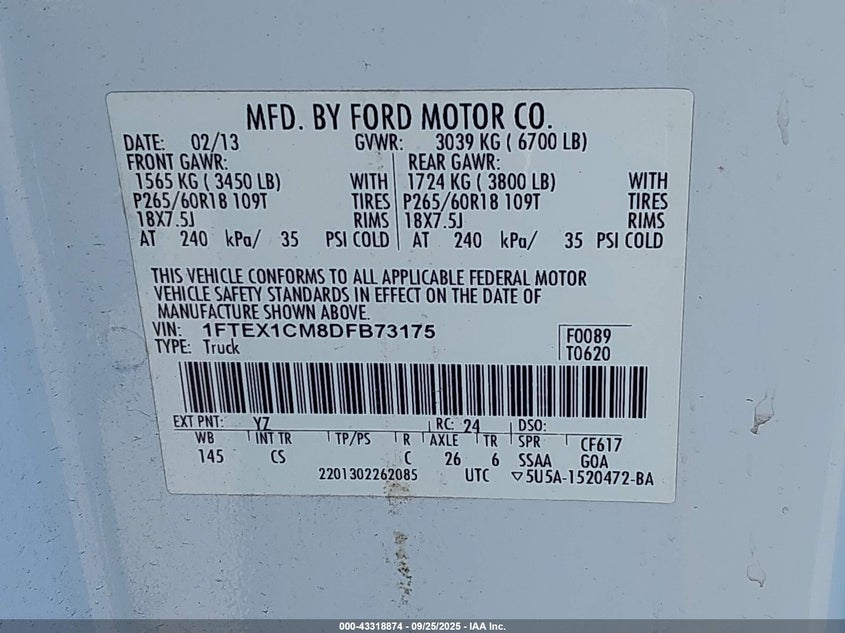 MFD. BY FORD MOTOR CO.
DATE: 02/13 GVWR: 3039 KG ( 6700 LB)
FRONT GAWR: REAR GAWR:
1565 KG ( 3450 LB) WITH 1724 KG ( 3800 LB) WITH
P265/60R18 109T TIRES P265/60R18 109T TIRES
18X7.5J RIMS 18X7.5J RIMS
AT 240 kPa/ 35 PSI COLD AT 240 kPa/ 35 PSI COLD
THIS VEHICLE CONFORMS TO ALL APPLICABLE FEDERAL MOTOR
VEHICLE SAFETY STANDARDS IN EFFECT ON THE DATE OF
MANUFACTURE SHOWN ABOVE.
VIN: 1FTEX1CM8DFB73175 F0089
TYPE: Truck T0620
EXT PNT: YZ RC: 24 DSO:
WB INT TR TP/PS R AXLE TR SPR CF617
145 CS C 26 6 SSAA GOA
2201302262085 UTC ▽5U5A-1520472-BA
000-43318874 - 09/25/2025 - IAA Inc.